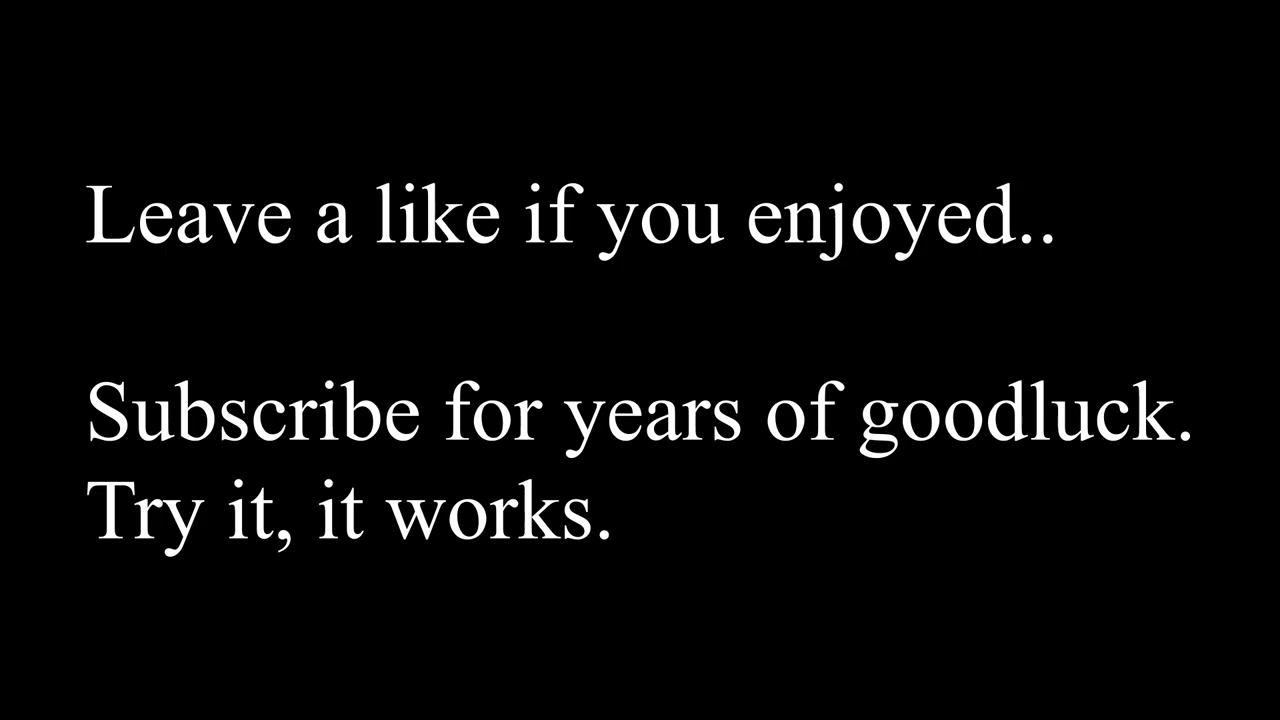 Leave a like if you enjoyed..
Subscribe for years of goodluck.
Try it, it works.